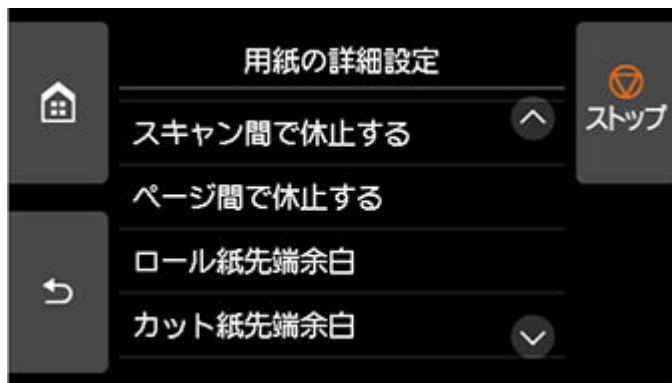 用紙の詳細設定
ストップ
スキャン間で休止する
ページ間で休止する
ロール紙先端余白
カット紙先端余白